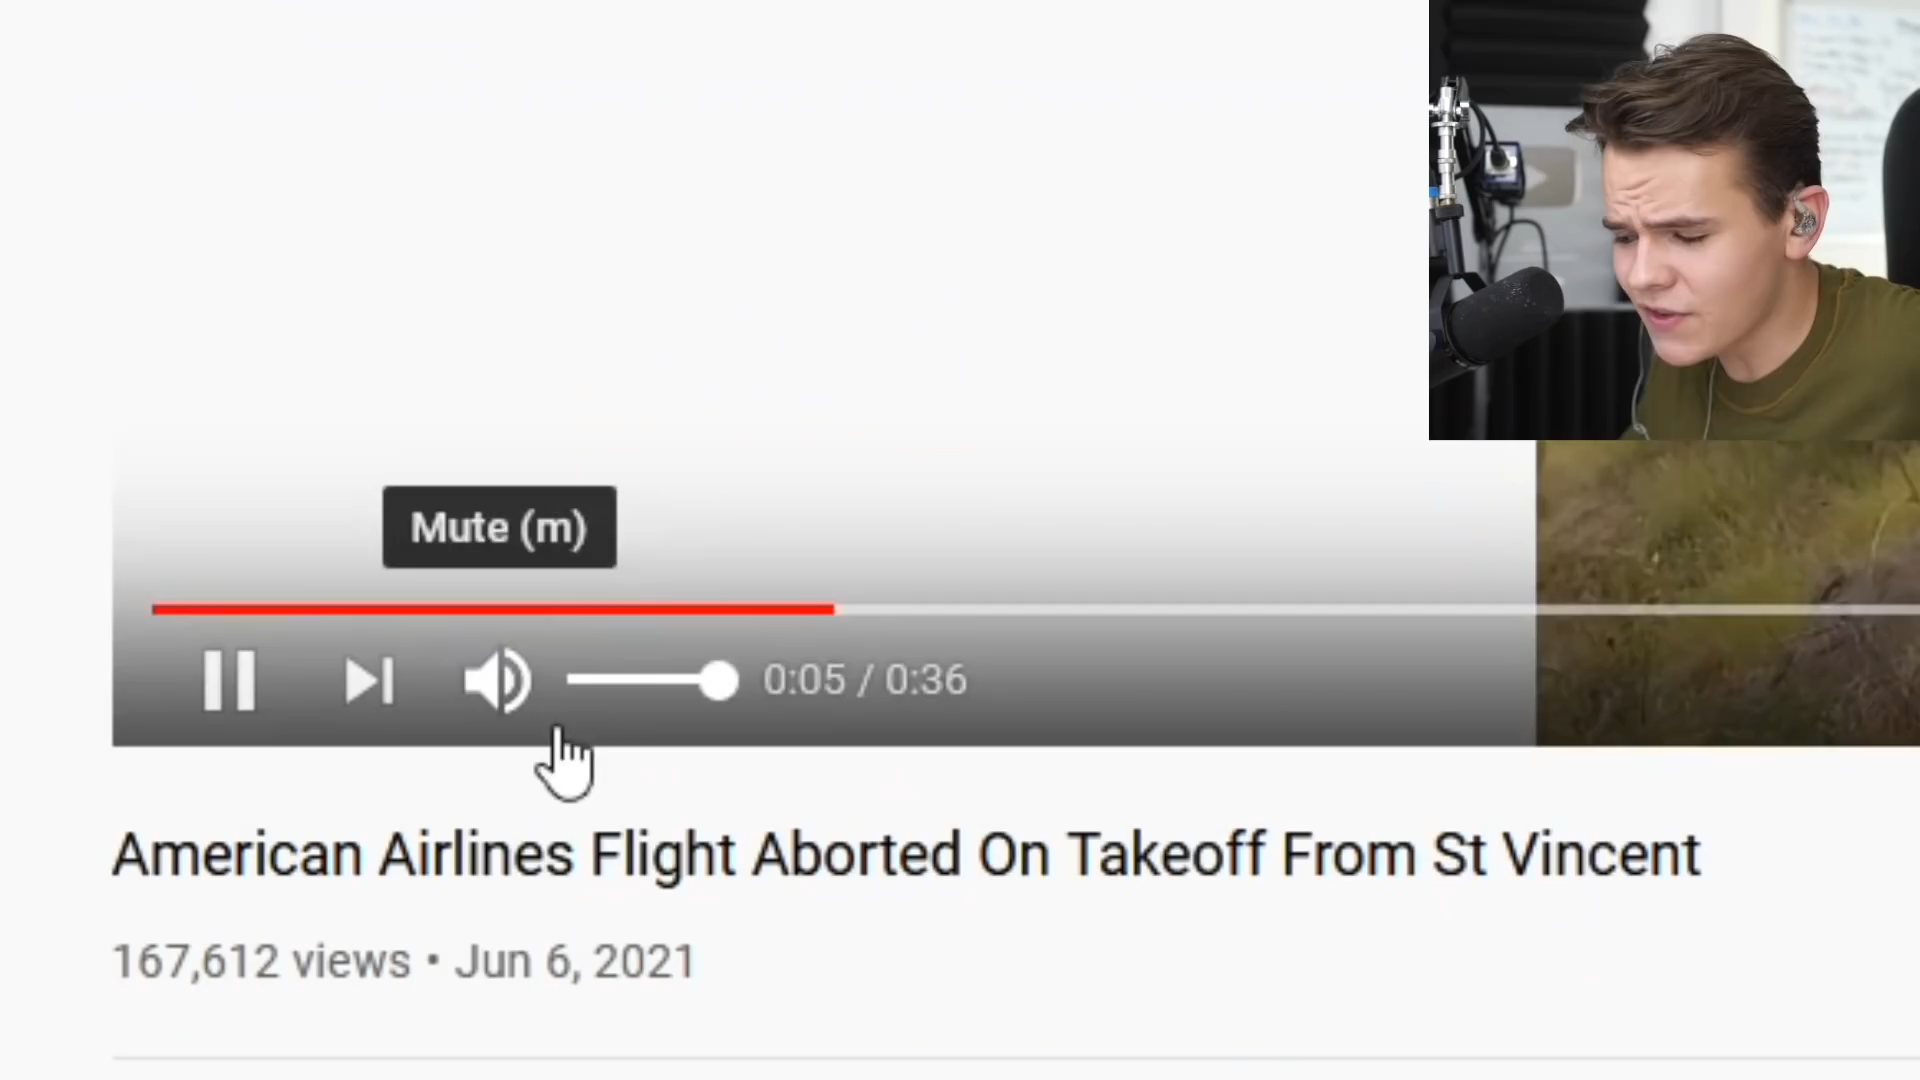 Mute (m)
0:05 / 0:36
American Airlines Flight Aborted On Takeoff From St Vincent
167,612 views • Jun 6, 2021